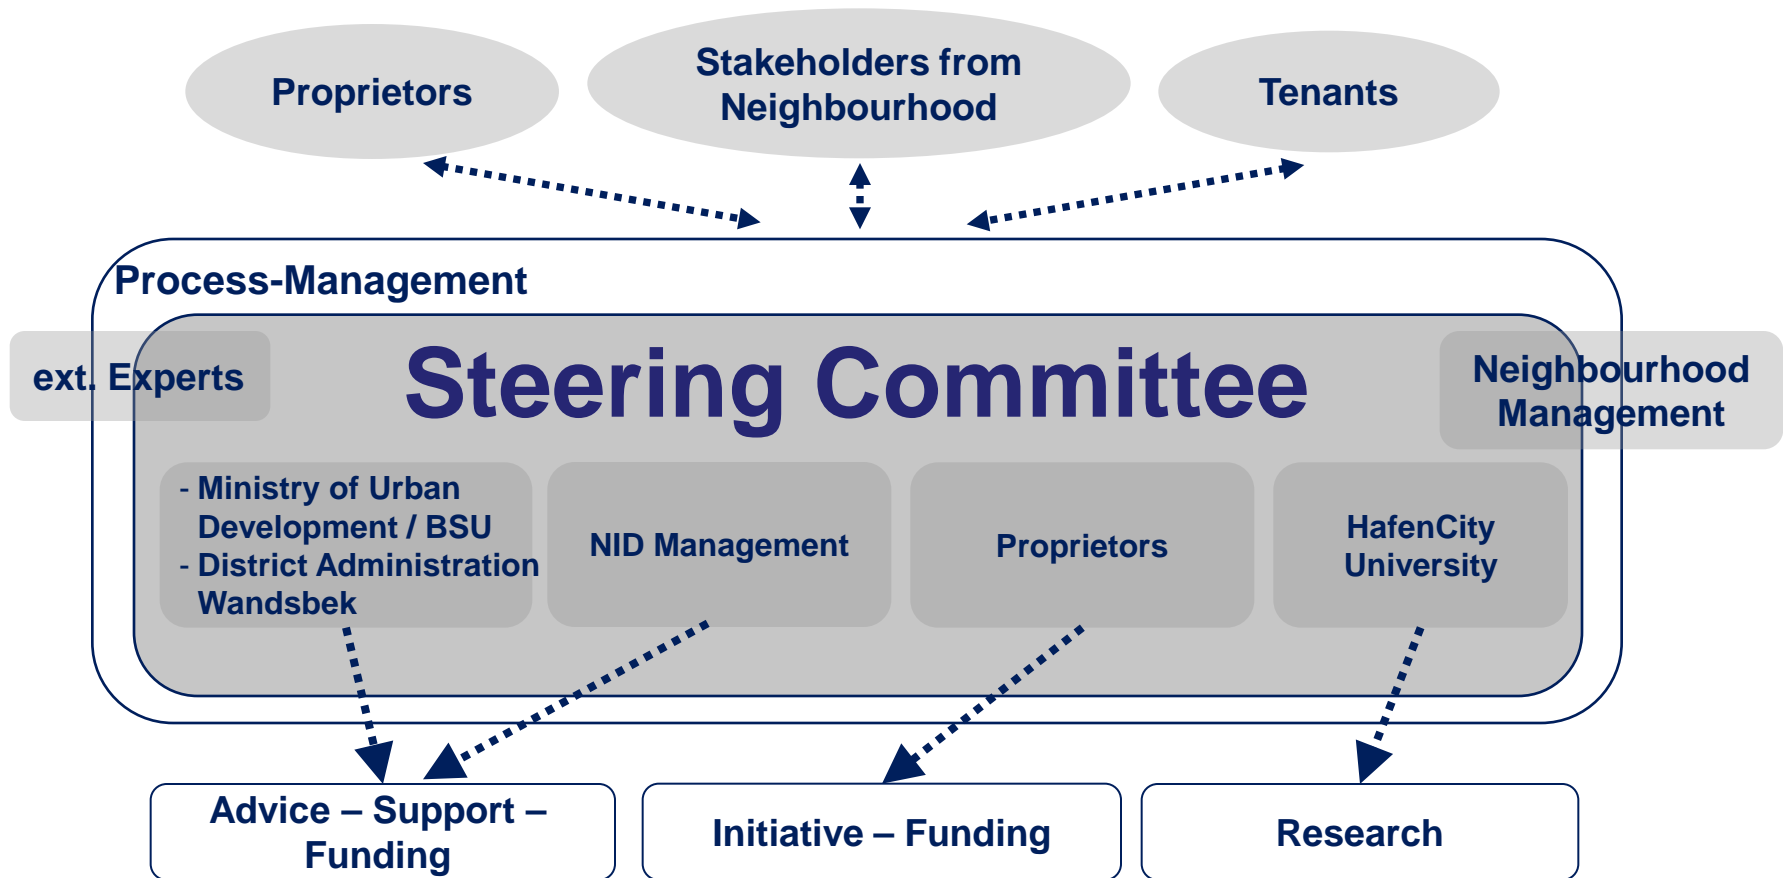 Proprietors
Stakeholders from
Neighbourhood
Tenants
Process-Management
ext. Experts
Steering Committee
Neighbourhood
Management
- Ministry of Urban
Development / BSU
- District Administration
Wandsbek
NID Management
Proprietors
HafenCity
University
Advice – Support –
Funding
Initiative – Funding
Research